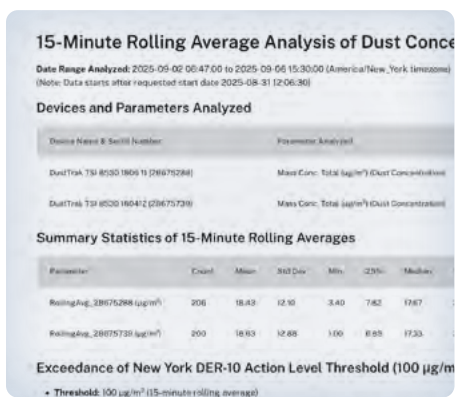 15-Minute Rolling Average Analysis of Dust Conce
Date Range Analyzed: 2025-09-02 06:47:00 to 2025-09-06 15:30:00 (America/New_York timezone)
(Note: Data starts after requested start date 2025-08-31 12:06:30)
Devices and Parameters Analyzed
Device Name & Serial Number Parameter Analyzed
DustTrak TSI 8530 (28675288) Mass Conc. Total (µg/m³) (Dust Concentration)
DustTrak TSI 8530 (28675739) Mass Conc. Total (µg/m³) (Dust Concentration)
Summary Statistics of 15-Minute Rolling Averages
Parameter Count Mean Std Dev Min 25% Median
RollingAvg_28675288 (µg/m³) 206 18.43 12.10 3.40 7.62 17.67
RollingAvg_28675739 (µg/m³) 200 18.63 12.88 1.00 17.33
Exceedance of New York DER-10 Action Level Threshold (100 µg/m
• Threshold: 100 µg/m³ (15-minute rolling average)